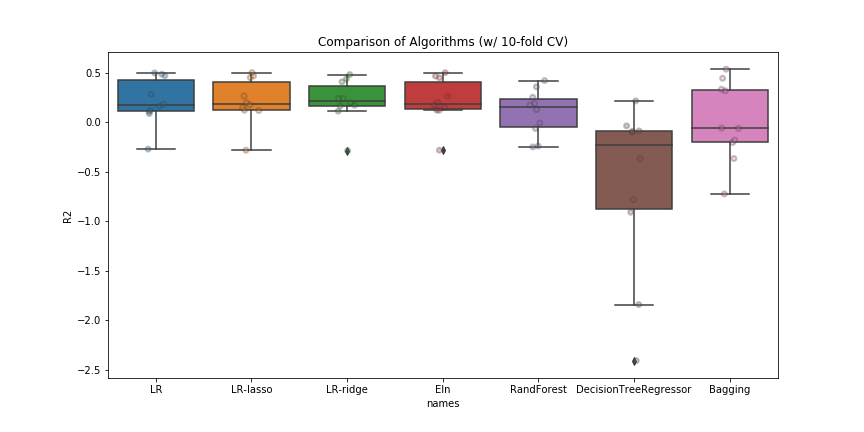 Comparison of Algorithms (w/ 10-fold CV)
R2
0.5
0.0
−0.5
−1.0
−1.5
−2.0
−2.5
LR
LR-lasso
LR-ridge
Eln
RandForest
DecisionTreeRegressor
Bagging
names